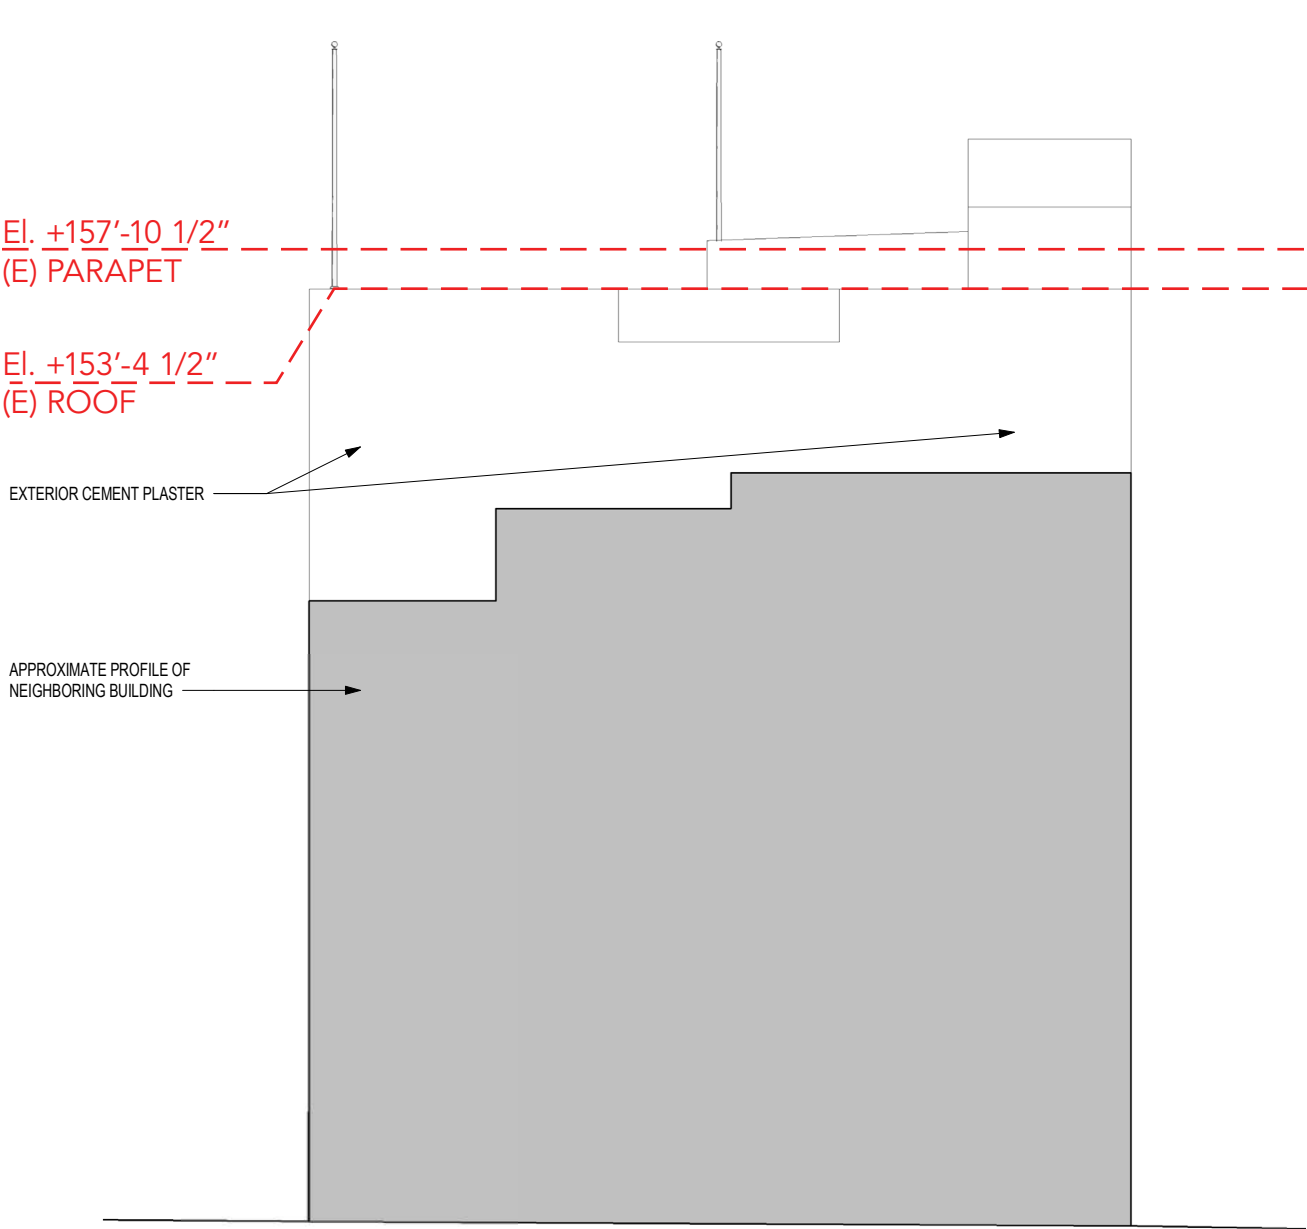 El. +157′-10 1/2″
(E) PARAPET
El. +153′-4 1/2″
(E) ROOF
EXTERIOR CEMENT PLASTER
APPROXIMATE PROFILE OF
NEIGHBORING BUILDING